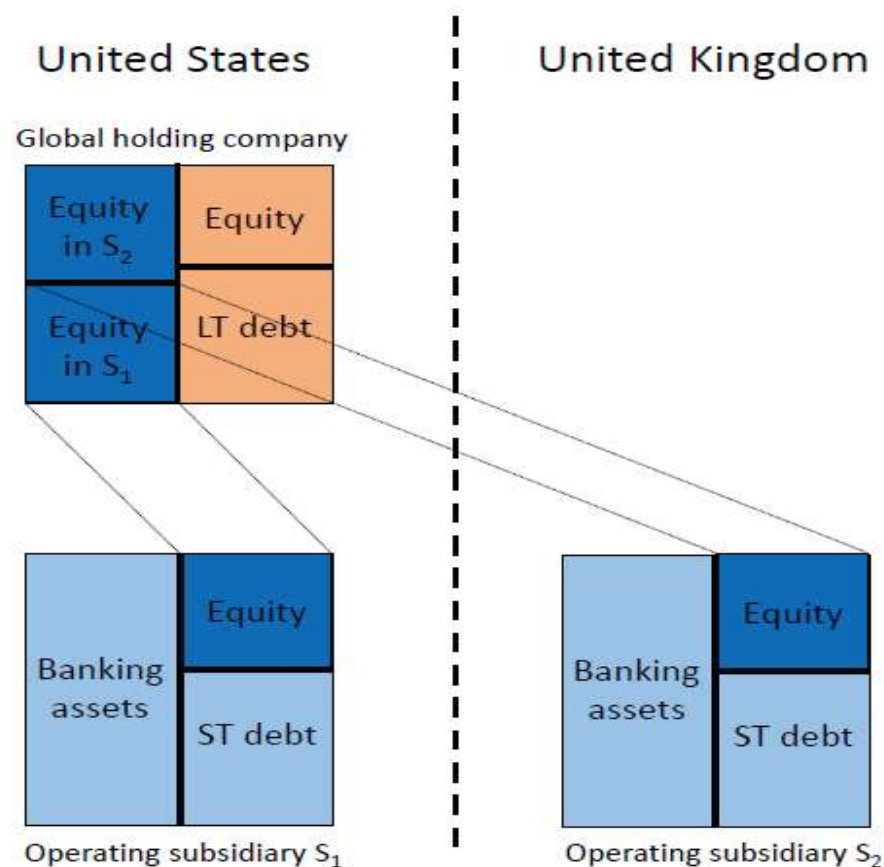 United States
United Kingdom
Global holding company
Equity
in S₂
Equity
Equity
in S₁
LT debt
Banking
assets
Equity
ST debt
Banking
assets
Equity
ST debt
Operating subsidiary S₁
Operating subsidiary S₂